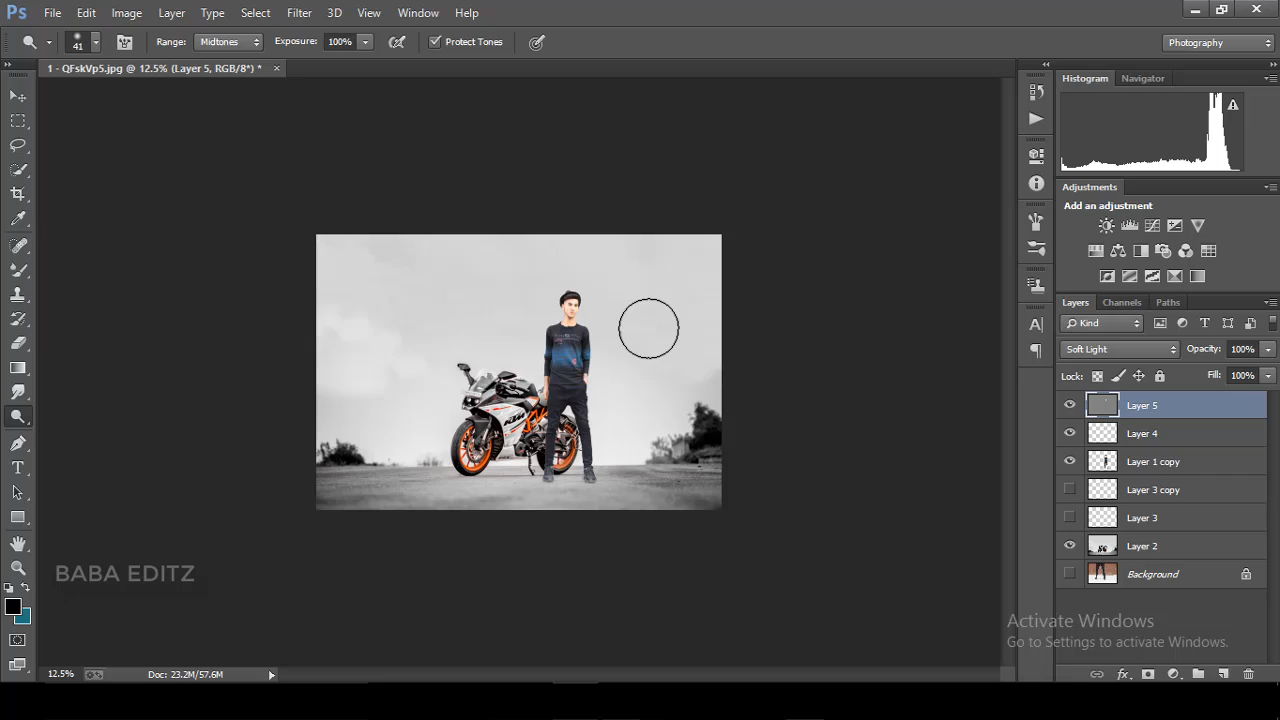 Ps File Edit Image Layer Type Select Filter 3D View Window Help
41 Range: Midtones Exposure: 100% Protect Tones Photography
1 - QFskVp5.jpg @ 12.5% (Layer 5, RGB/8*) * ×
Histogram Navigator
Adjustments
Add an adjustment
Layers Channels Paths
Kind
Soft Light Opacity: 100%
Lock: Fill: 100%
Layer 5
Layer 4
Layer 1 copy
Layer 3 copy
Layer 3
Layer 2
Background
KTM
BABA EDITZ
Activate Windows
Go to Settings to activate Windows.
12.5% Doc: 23.2M/57.6M